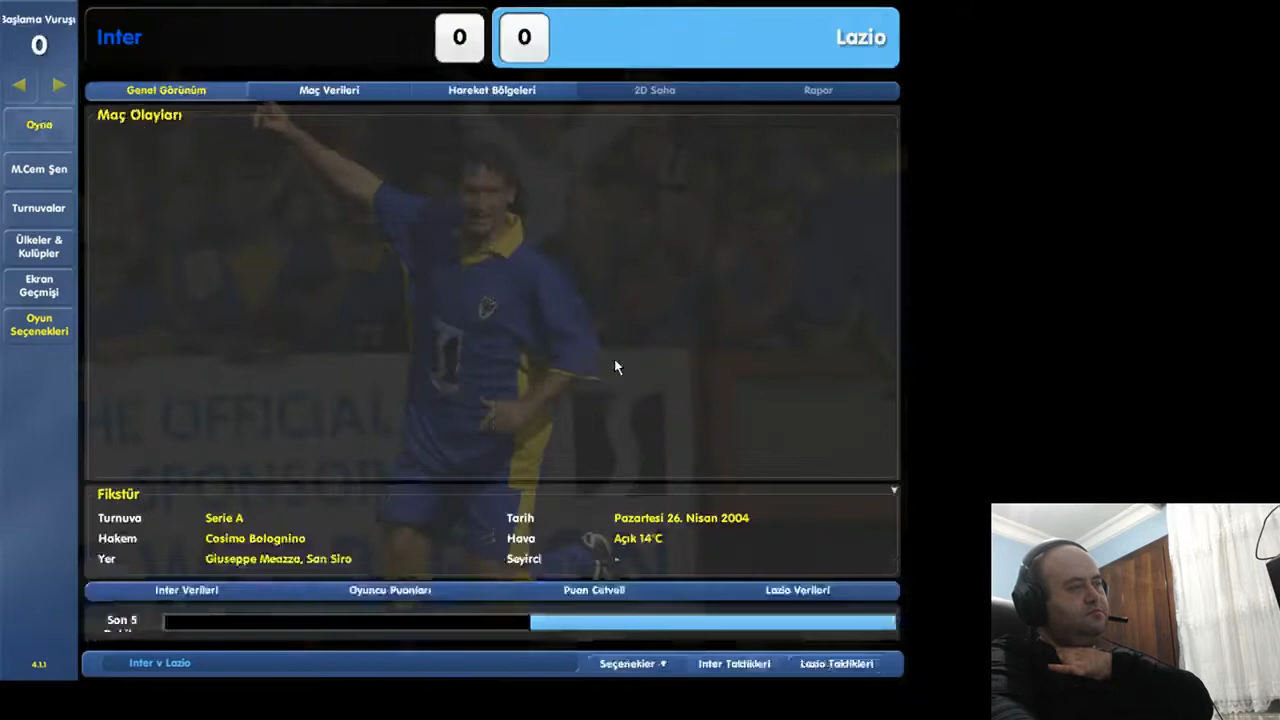 Başlama Vuruşu
0
Inter
0
0
Lazio
Genel Görünüm
Maç Verileri
Hareket Bölgeleri
2D Saha
Rapor
Oyna
M.Cem Şen
Turnuvalar
Ülkeler &
Kulüpler
Ekran
Geçmişi
Oyun
Seçenekleri
4.1.1
Maç Olayları
THE OFFICIAL
SPONSOR
Fikstür
Turnuva
Serie A
Tarih
Pazartesi 26. Nisan 2004
Hakem
Cosimo Bolognino
Hava
Açık 14°C
Yer
Giuseppe Meazza, San Siro
Seyirci
-
Inter Verileri
Oyuncu Puanları
Puan Cetveli
Lazio Verileri
Son 5
Inter v Lazio
Seçenekler
Inter Taktikleri
Lazio Taktikleri